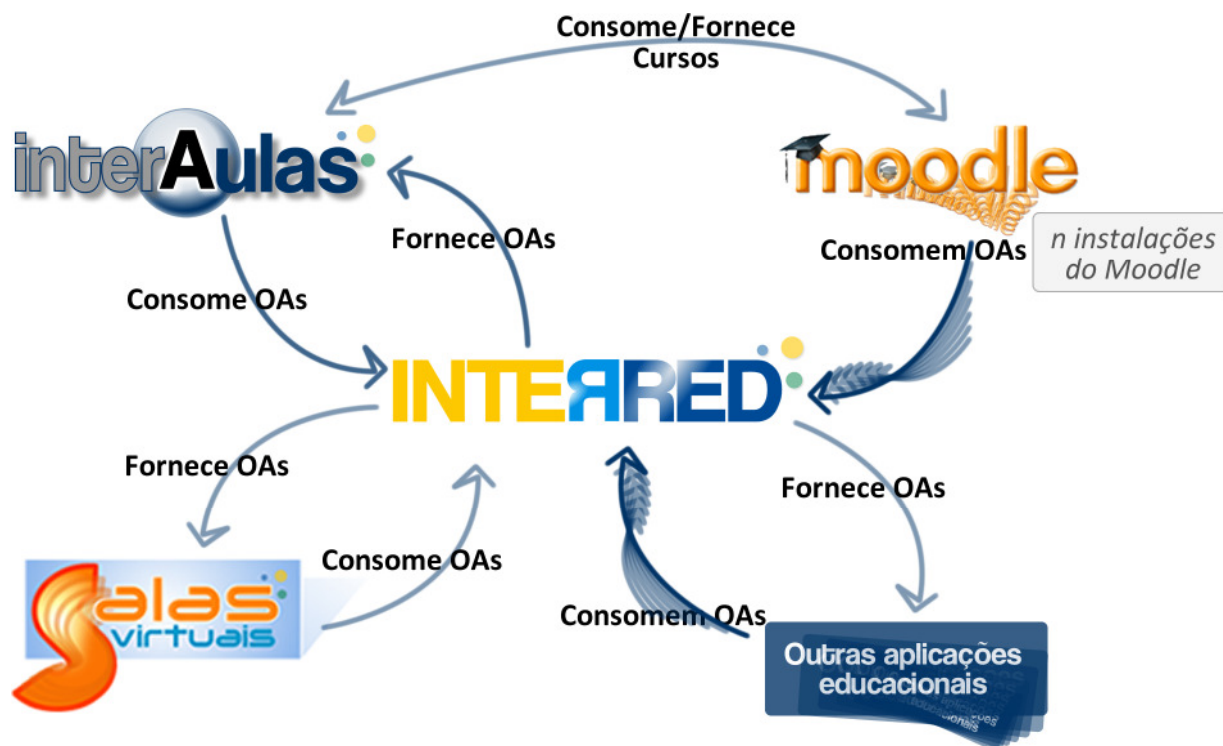 Consome/Fornece
Cursos
interAulas
moodle
Fornece OAs
Consomem OAs
n instalações
do Moodle
Consome OAs
INTERRED
Fornece OAs
Fornece OAs
Consome OAs
Salas
virtuais
Consomem OAs
Outras aplicações
educacionais